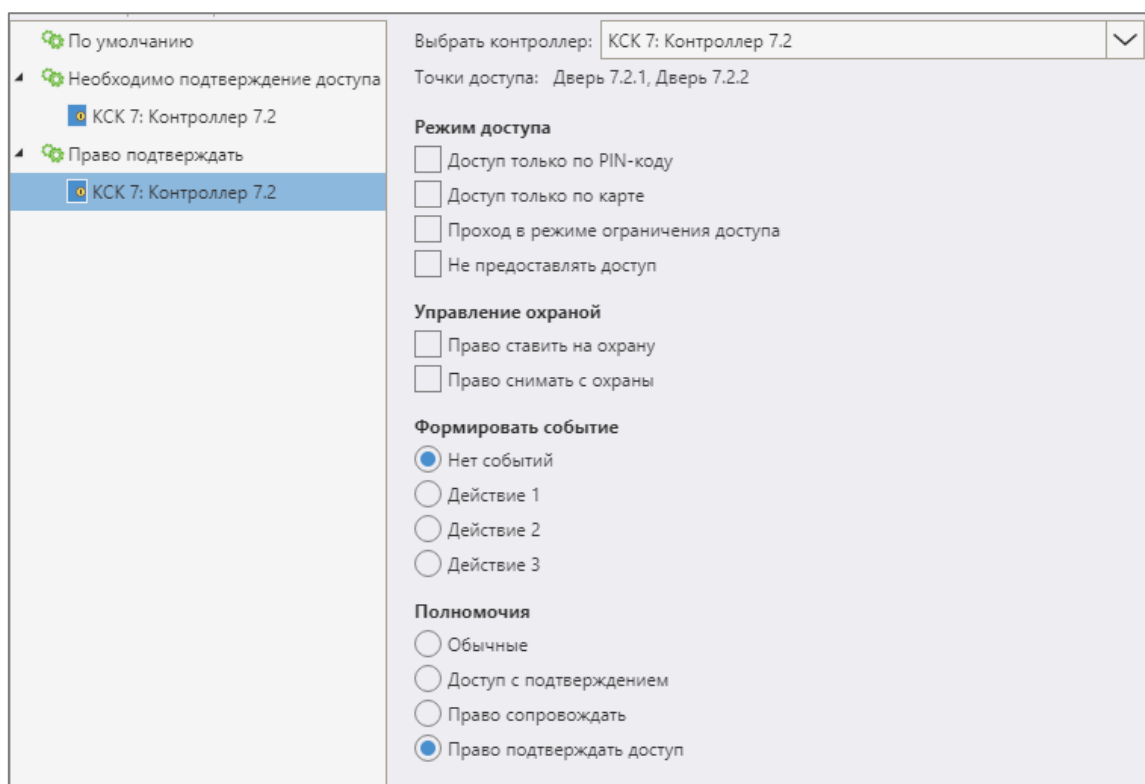 По умолчанию
Необходимо подтверждение доступа
КСК 7: Контроллер 7.2
Право подтверждать
КСК 7: Контроллер 7.2
Выбрать контроллер: КСК 7: Контроллер 7.2
Точки доступа: Дверь 7.2.1, Дверь 7.2.2
Режим доступа
Доступ только по PIN-коду
Доступ только по карте
Проход в режиме ограничения доступа
Не предоставлять доступ
Управление охраной
Право ставить на охрану
Право снимать с охраны
Формировать событие
Нет событий
Действие 1
Действие 2
Действие 3
Полномочия
Обычные
Доступ с подтверждением
Право сопровождать
Право подтверждать доступ